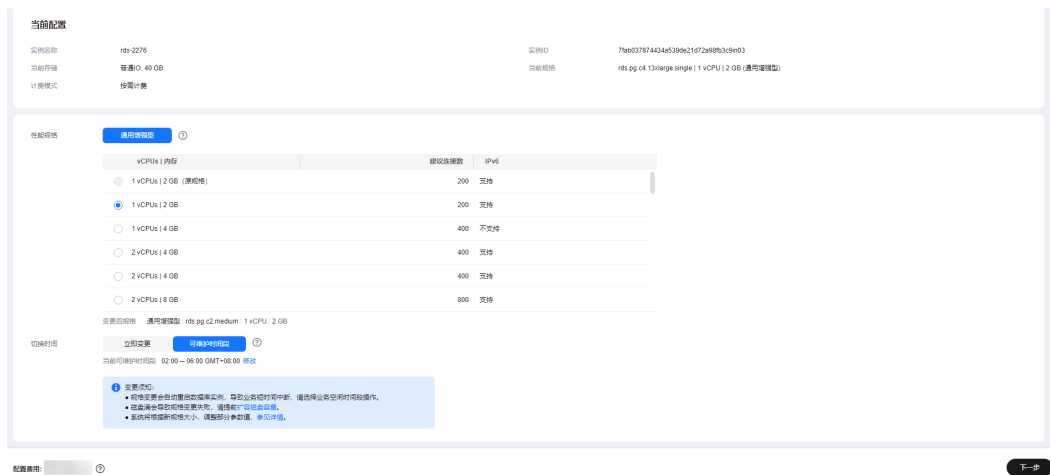 当前配置
实例名称 rds-2276 实例ID 7fab037874434a539de21d72a98fb3c9in03
当前存储 普通IO, 40 GB 当前规格 rds.pg.c4.13xlarge.single | 1 vCPU | 2 GB (通用增强型)
计费模式 按需计费
性能规格 通用增强型 ?
vCPUs | 内存 建议连接数 IPv6
1 vCPUs | 2 GB (原规格) 200 支持
1 vCPUs | 2 GB 200 支持
1 vCPUs | 4 GB 400 不支持
2 vCPUs | 4 GB 400 支持
2 vCPUs | 4 GB 400 支持
2 vCPUs | 8 GB 800 支持
变更后规格 通用增强型 | rds.pg.c2.medium | 1 vCPU | 2 GB
切换时间 立即变更 可维护时间段 ?
当前可维护时间段 02:00 – 06:00 GMT+08:00 修改
变更须知:
• 规格变更会自动重启数据库实例，导致业务短时间中断，请选择业务空闲时间段操作。
• 磁盘满会导致规格变更失败，请提前扩容磁盘容量。
• 系统将根据新规格大小，调整部分参数值，参见详情。
配置费用: ?
下一步